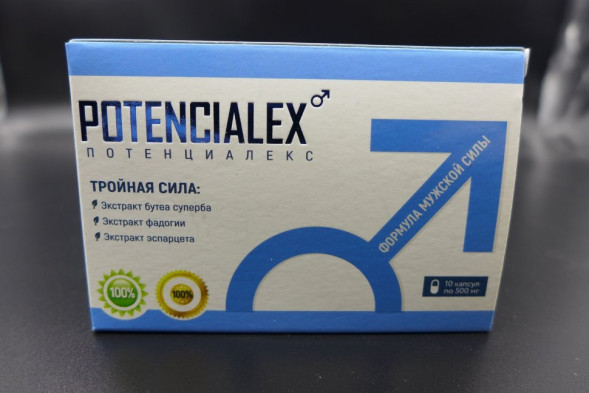 POTENCIALEX
ПОТЕНЦИАЛЕКС
ТРОЙНАЯ СИЛА:
Экстракт бутеа суперба
Экстракт фадогии
Экстракт эспарцета
100%
100%
ФОРМУЛА МУЖСКОЙ СИЛЫ
10 капсул
по 500 мг